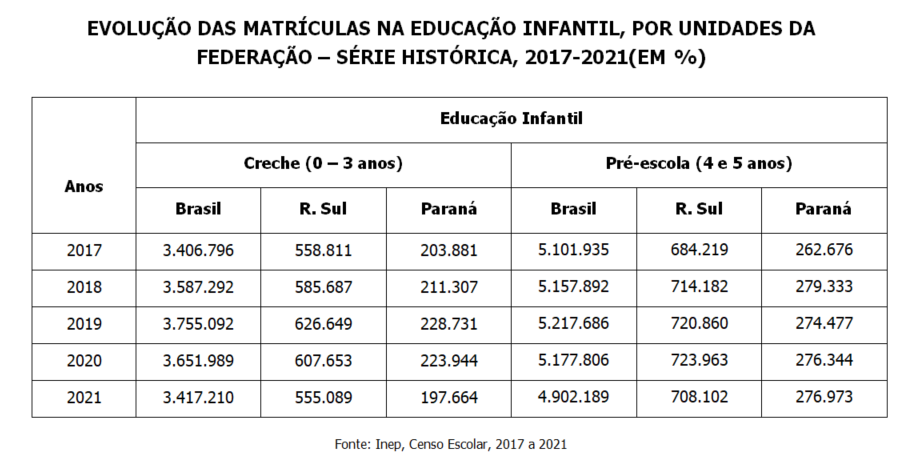 EVOLUÇÃO DAS MATRÍCULAS NA EDUCAÇÃO INFANTIL, POR UNIDADES DA
FEDERAÇÃO – SÉRIE HISTÓRICA, 2017-2021(EM %)
Anos
Educação Infantil
Creche (0 – 3 anos) Pré-escola (4 e 5 anos)
Brasil R. Sul Paraná Brasil R. Sul Paraná
2017 3.406.796 558.811 203.881 5.101.935 684.219 262.676
2018 3.587.292 585.687 211.307 5.157.892 714.182 279.333
2019 3.755.092 626.649 228.731 5.217.686 720.860 274.477
2020 3.651.989 607.653 223.944 5.177.806 723.963 276.344
2021 3.417.210 555.089 197.664 4.902.189 708.102 276.973
Fonte: Inep, Censo Escolar, 2017 a 2021